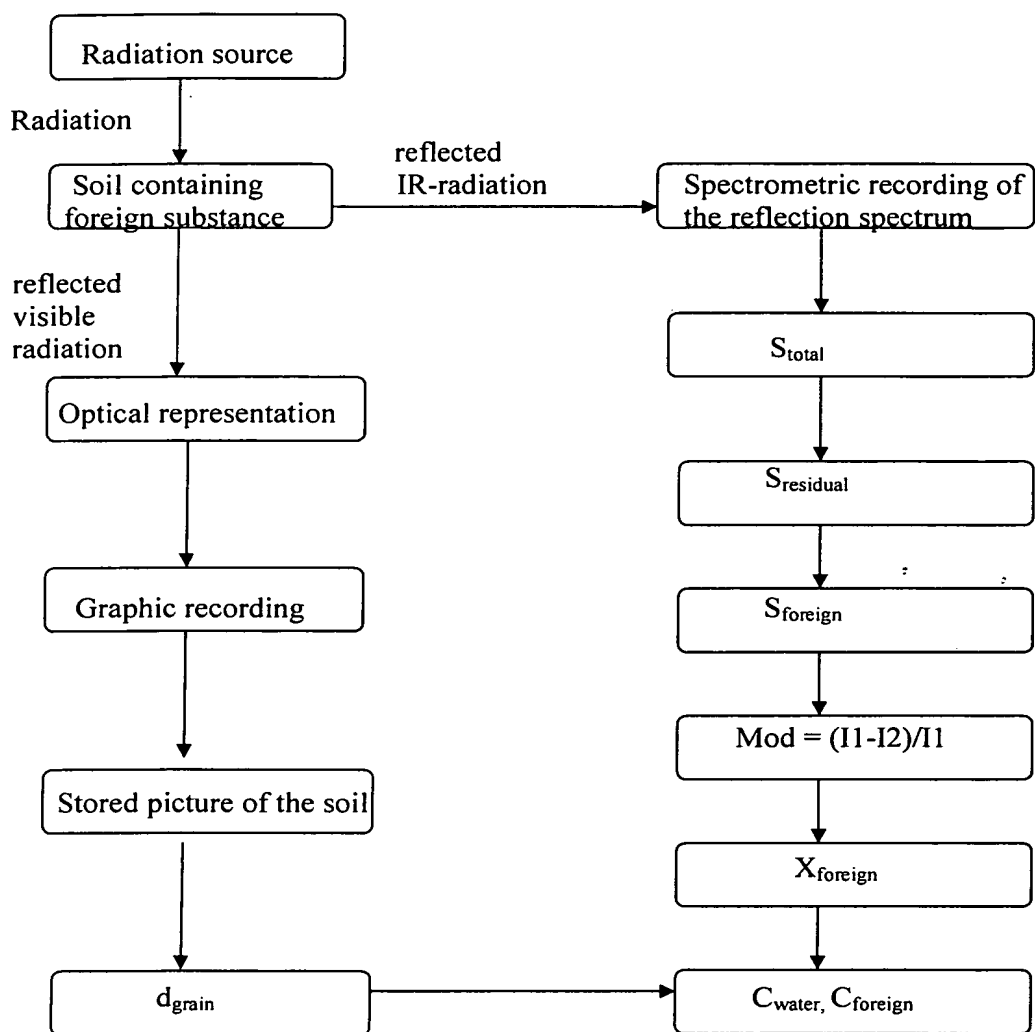 Radiation source
Radiation
Soil containing
foreign substance
reflected
IR-radiation
Spectrometric recording of
the reflection spectrum
reflected
visible
radiation
S_total
Optical representation
S_residual
Graphic recording
S_foreign
Mod = (I1-I2)/I1
Stored picture of the soil
X_foreign
d_grain
C_water, C_foreign